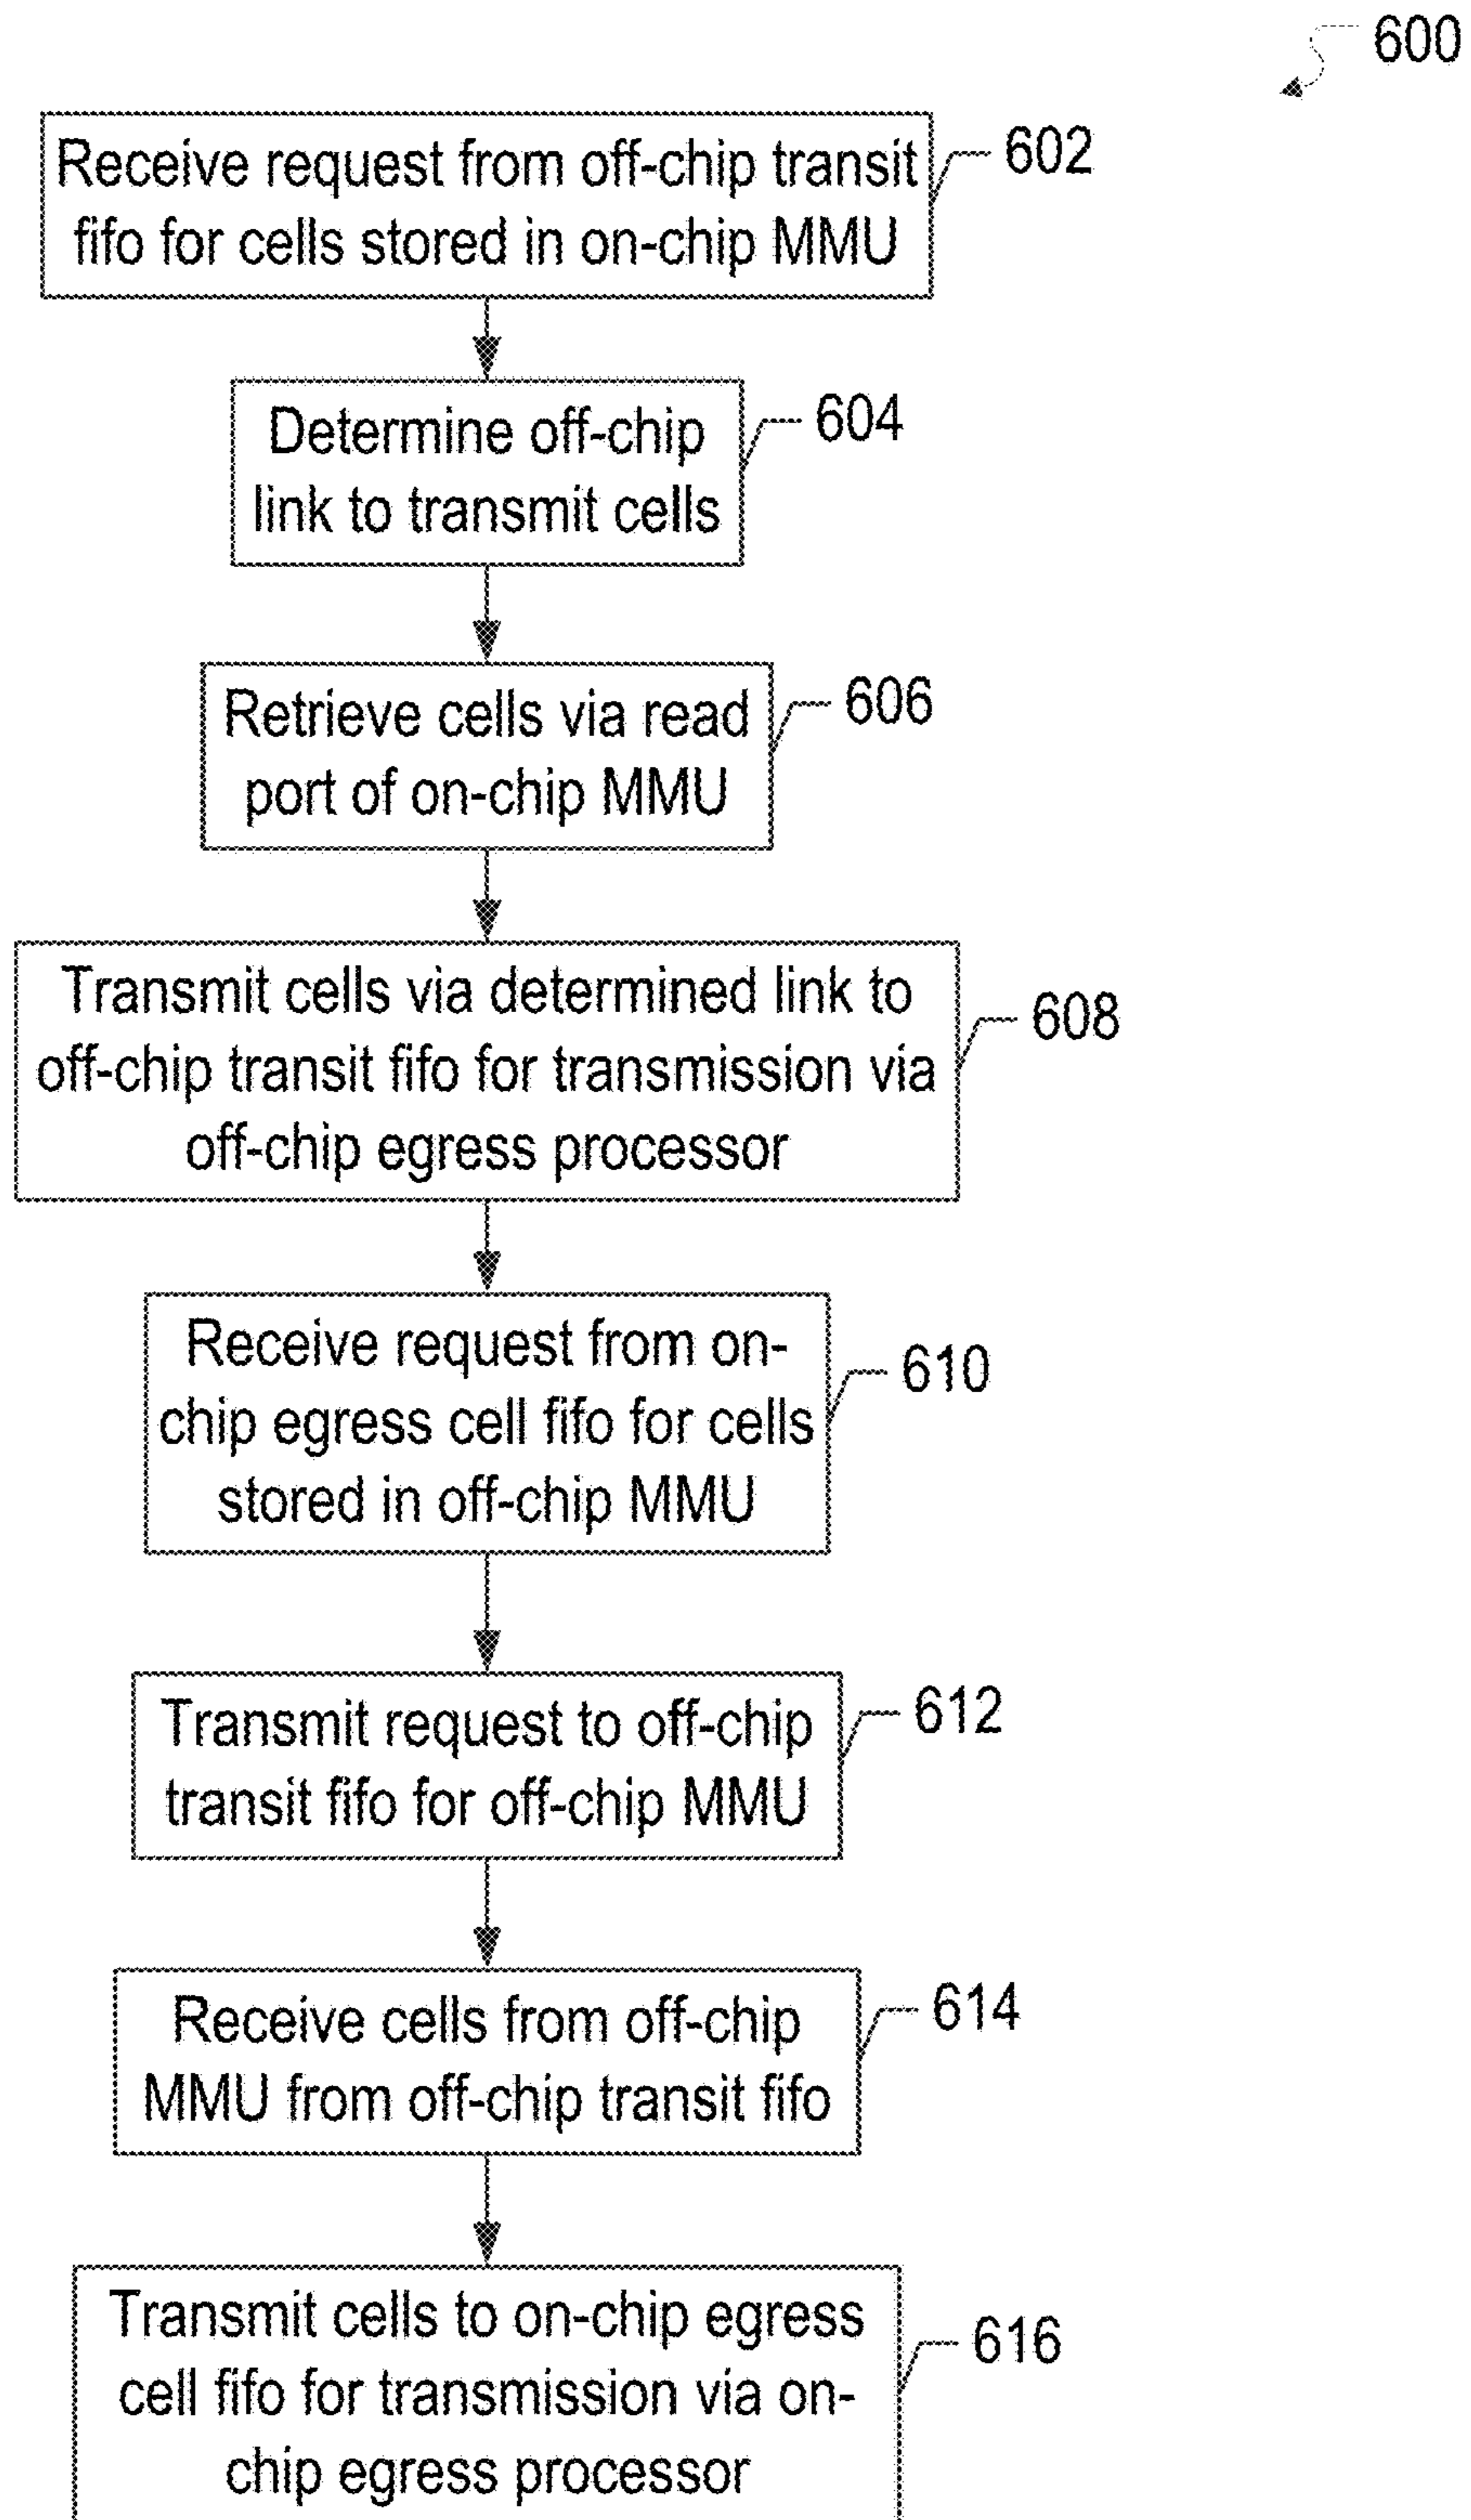 600
Receive request from off-chip transit
fifo for cells stored in on-chip MMU
602
Determine off-chip
link to transmit cells
604
Retrieve cells via read
port of on-chip MMU
606
Transmit cells via determined link to
off-chip transit fifo for transmission via
off-chip egress processor
608
Receive request from on-
chip egress cell fifo for cells
stored in off-chip MMU
610
Transmit request to off-chip
transit fifo for off-chip MMU
612
Receive cells from off-chip
MMU from off-chip transit fifo
614
Transmit cells to on-chip egress
cell fifo for transmission via on-
chip egress processor
616